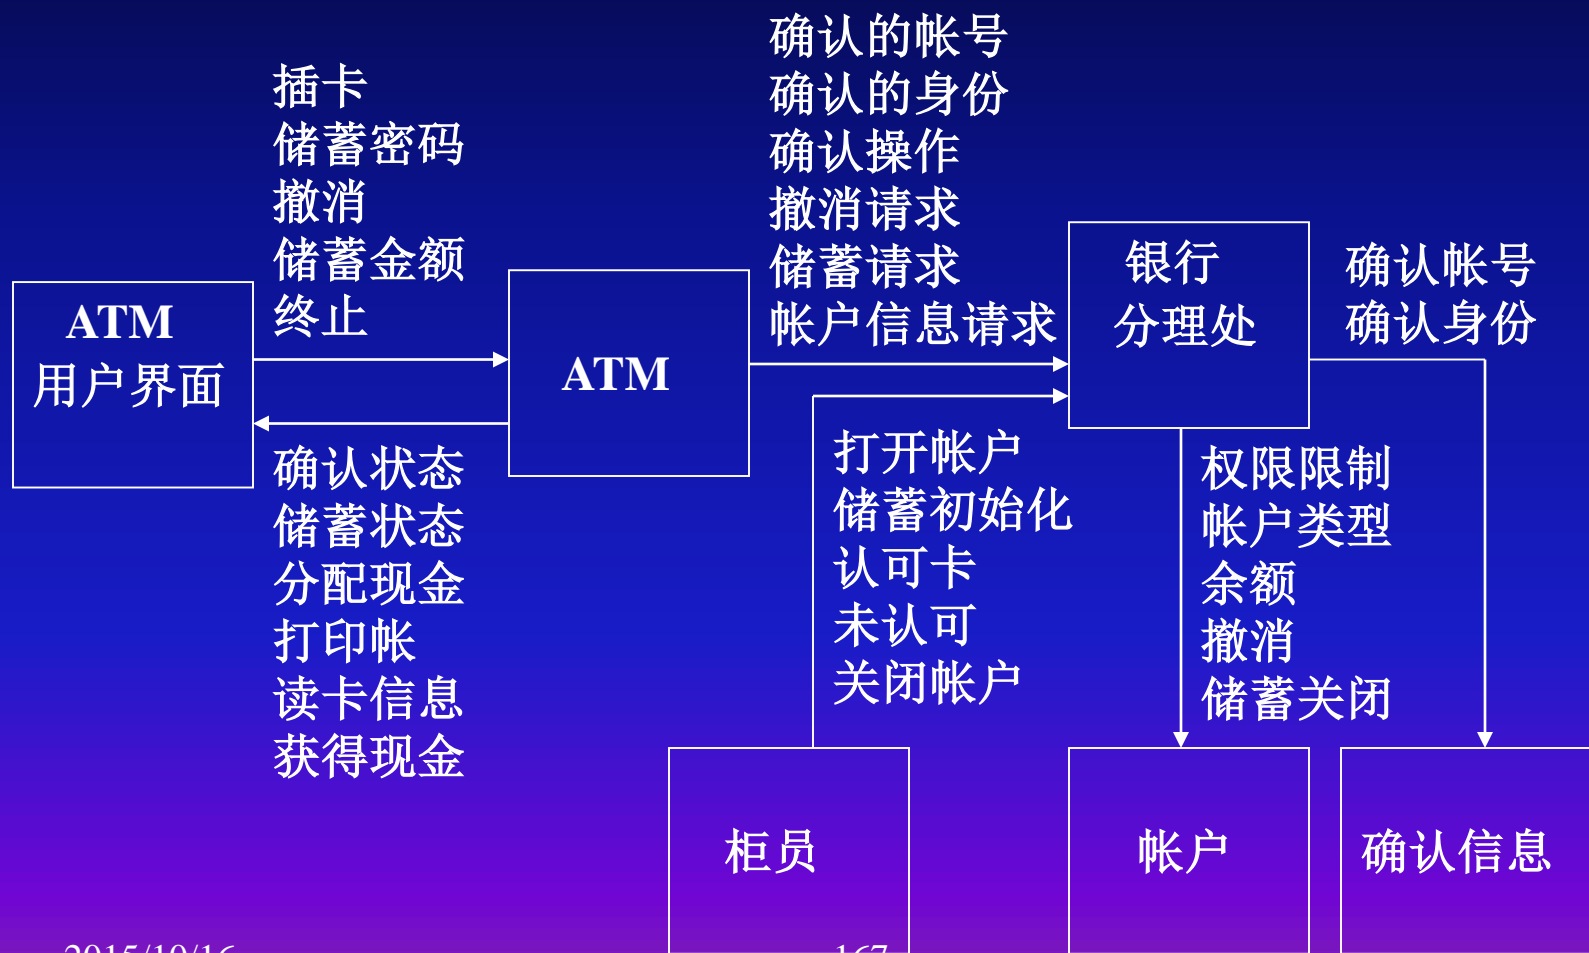 ATM
用户界面
插卡
储蓄密码
撤消
储蓄金额
终止
确认状态
储蓄状态
分配现金
打印帐
读卡信息
获得现金
ATM
确认的帐号
确认的身份
确认操作
撤消请求
储蓄请求
帐户信息请求
银行
分理处
确认帐号
确认身份
打开帐户
储蓄初始化
认可卡
未认可
关闭帐户
权限限制
帐户类型
余额
撤消
储蓄关闭
柜员
帐户
确认信息
2015/10/16
167